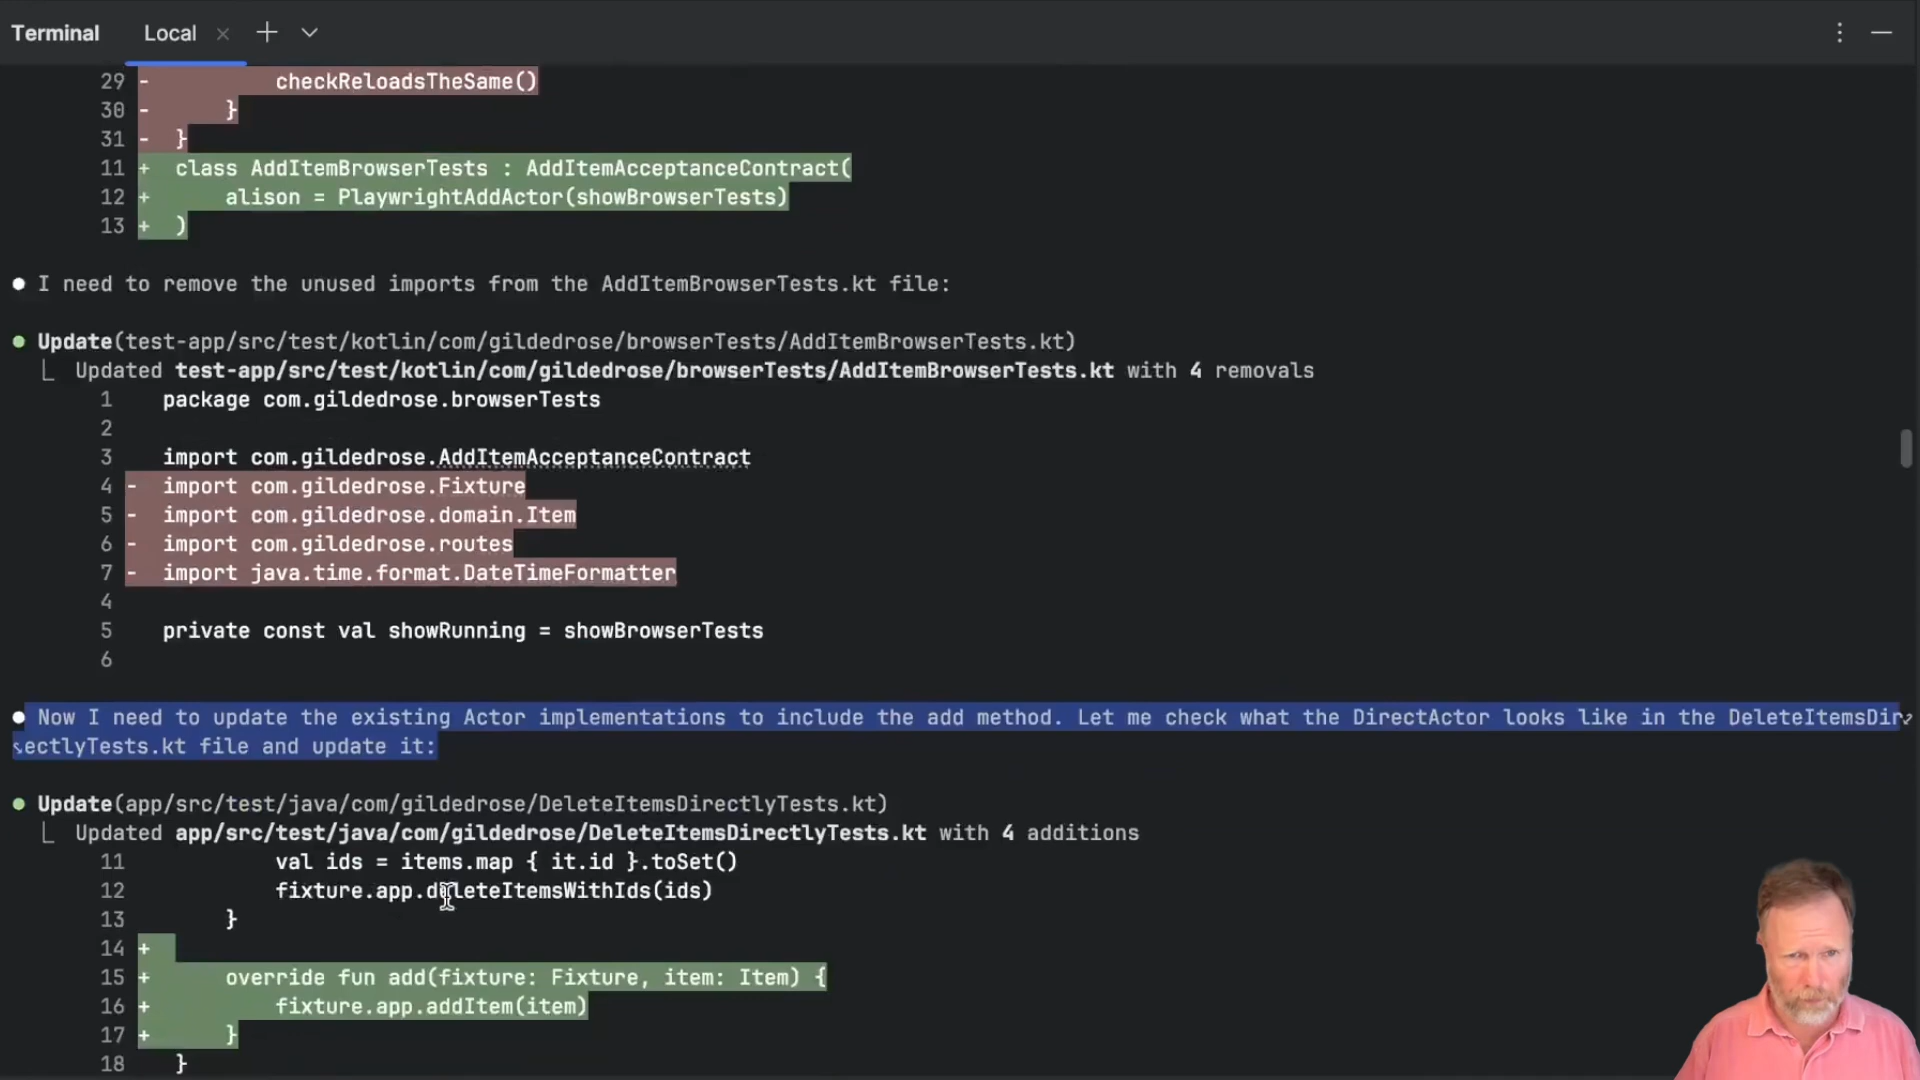 Terminal Local × +
29 - checkReloadsTheSame()
30 - }
31 - }
11 + class AddItemBrowserTests : AddItemAcceptanceContract(
12 + alison = PlaywrightAddActor(showBrowserTests)
13 + )
● I need to remove the unused imports from the AddItemBrowserTests.kt file:
● Update(test-app/src/test/kotlin/com/gildedrose/browserTests/AddItemBrowserTests.kt)
Updated test-app/src/test/kotlin/com/gildedrose/browserTests/AddItemBrowserTests.kt with 4 removals
1 package com.gildedrose.browserTests
2
3 import com.gildedrose.AddItemAcceptanceContract
4 - import com.gildedrose.Fixture
5 - import com.gildedrose.domain.Item
6 - import com.gildedrose.routes
7 - import java.time.format.DateTimeFormatter
4
5 private const val showRunning = showBrowserTests
6
● Now I need to update the existing Actor implementations to include the add method. Let me check what the DirectActor looks like in the DeleteItemsDir
ectlyTests.kt file and update it:
● Update(app/src/test/java/com/gildedrose/DeleteItemsDirectlyTests.kt)
Updated app/src/test/java/com/gildedrose/DeleteItemsDirectlyTests.kt with 4 additions
11 val ids = items.map { it.id }.toSet()
12 fixture.app.deleteItemsWithIds(ids)
13 }
14 +
15 + override fun add(fixture: Fixture, item: Item) {
16 + fixture.app.addItem(item)
17 + }
18 }